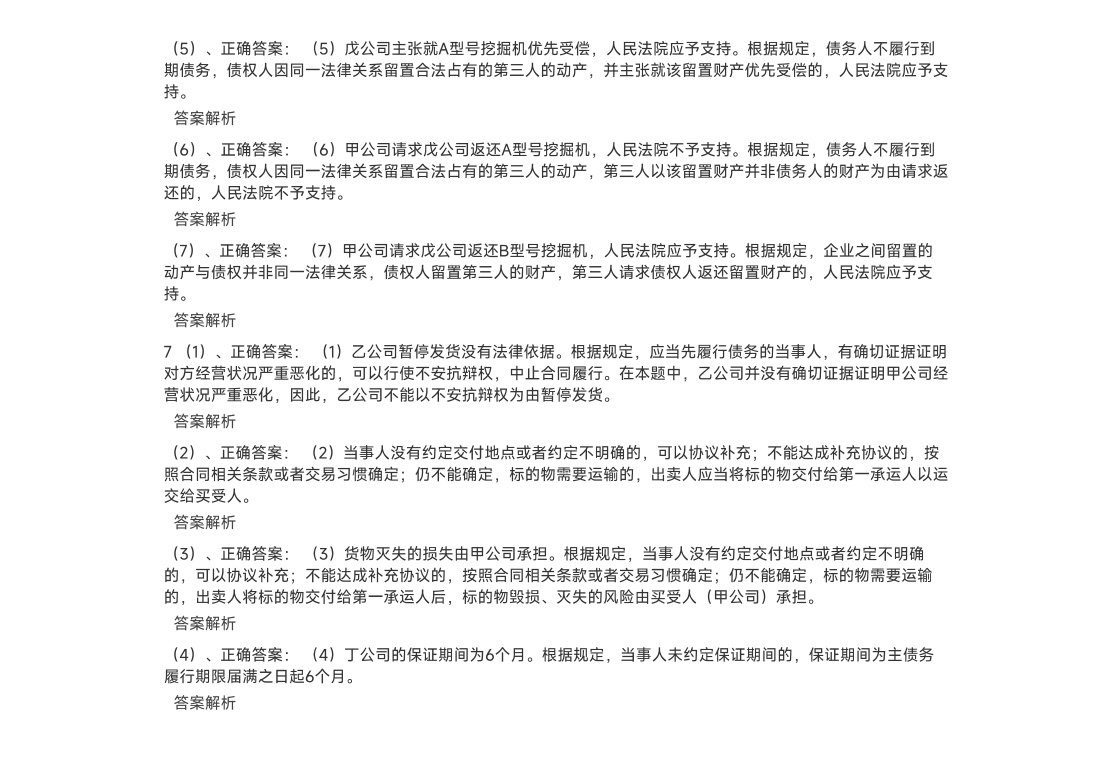 （5）、正确答案： （5）戊公司主张就A型号挖掘机优先受偿，人民法院应予支持。根据规定，债务人不履行到
期债务，债权人因同一法律关系留置合法占有的第三人的动产，并主张就该留置财产优先受偿的，人民法院应予支
持。
答案解析
（6）、正确答案： （6）甲公司请求戊公司返还A型号挖掘机，人民法院不予支持。根据规定，债务人不履行到
期债务，债权人因同一法律关系留置合法占有的第三人的动产，第三人以该留置财产并非债务人的财产为由请求返
还的，人民法院不予支持。
答案解析
（7）、正确答案： （7）甲公司请求戊公司返还B型号挖掘机，人民法院应予支持。根据规定，企业之间留置的
动产与债权并非同一法律关系，债权人留置第三人的财产，第三人请求债权人返还留置财产的，人民法院应予支
持。
答案解析
7 （1）、正确答案： （1）乙公司暂停发货没有法律依据。根据规定，应当先履行债务的当事人，有确切证据证明
对方经营状况严重恶化的，可以行使不安抗辩权，中止合同履行。在本题中，乙公司并没有确切证据证明甲公司经
营状况严重恶化，因此，乙公司不能以不安抗辩权为由暂停发货。
答案解析
（2）、正确答案： （2）当事人没有约定交付地点或者约定不明确的，可以协议补充；不能达成补充协议的，按
照合同相关条款或者交易习惯确定；仍不能确定，标的物需要运输的，出卖人应当将标的物交付给第一承运人以运
交给买受人。
答案解析
（3）、正确答案： （3）货物灭失的损失由甲公司承担。根据规定，当事人没有约定交付地点或者约定不明确
的，可以协议补充；不能达成补充协议的，按照合同相关条款或者交易习惯确定；仍不能确定，标的物需要运输
的，出卖人将标的物交付给第一承运人后，标的物毁损、灭失的风险由买受人（甲公司）承担。
答案解析
（4）、正确答案： （4）丁公司的保证期间为6个月。根据规定，当事人未约定保证期间的，保证期间为主债务
履行期限届满之日起6个月。
答案解析